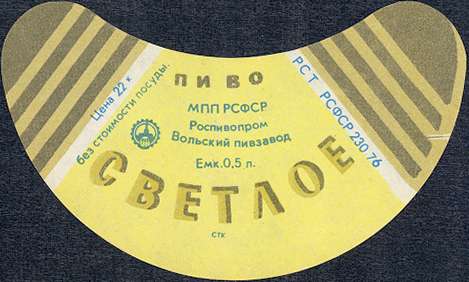 ПИВО
МПП РСФСР
Роспивопром
Вольский пивзавод
Емк.0,5 л.
СВЕТЛОЕ
СТК
Цена 22 к
без стоимости посуды.
РСТ РСФСР 230 76